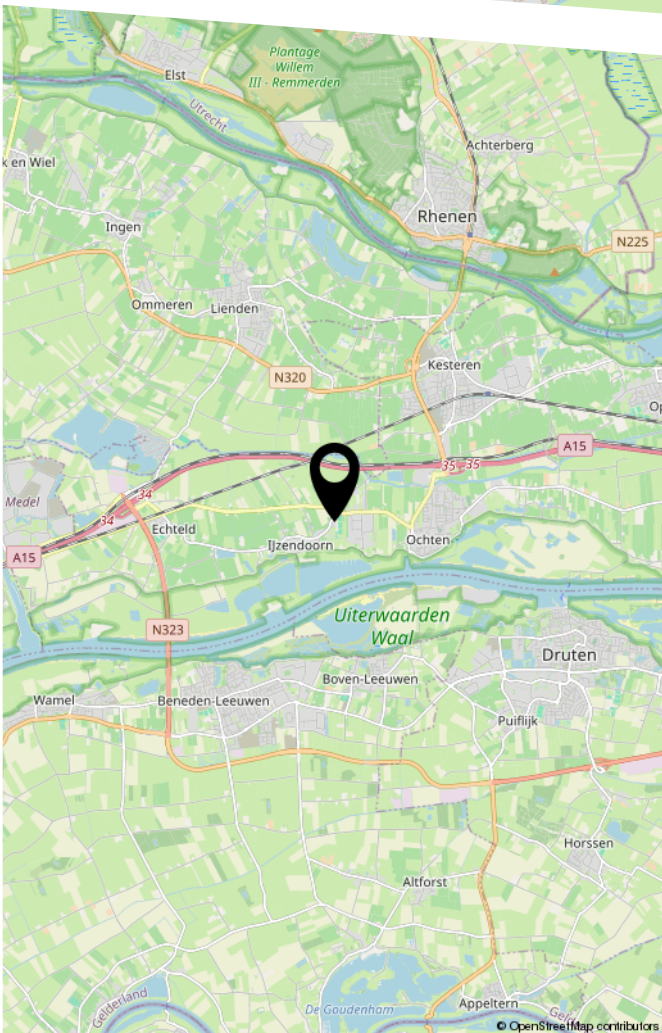 Plantage
Willem
III - Remmerden
Elst
Utrecht
Achterberg
k en Wiel
Rhenen
Ingen
N225
Ommeren
Lienden
Kesteren
N320
Op
A15
35 35
34
Medel
34
Echteld
IJzendoorn
Ochten
A15
Uiterwaarden
Waal
N323
Druten
Boven-Leeuwen
Wamel
Beneden-Leeuwen
Puiflijk
Horssen
Altforst
Gelderland
De Goudenham
Appeltern
Geld
© OpenStreetMap contributors